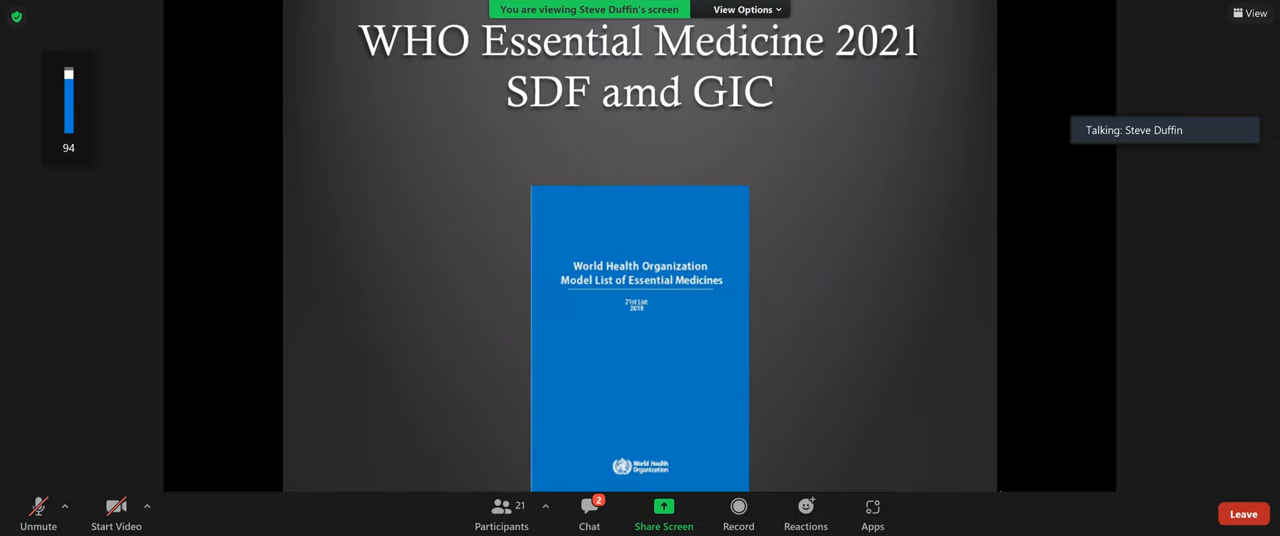 You are viewing Steve Duffin's screen
View Options
View
WHO Essential Medicine 2021
SDF amd GIC
94
Talking: Steve Duffin
World Health Organization
Model List of Essential Medicines
21st List
2019
World Health
Organization
Unmute
Start Video
21
Participants
2
Chat
Share Screen
Record
Reactions
Apps
Leave